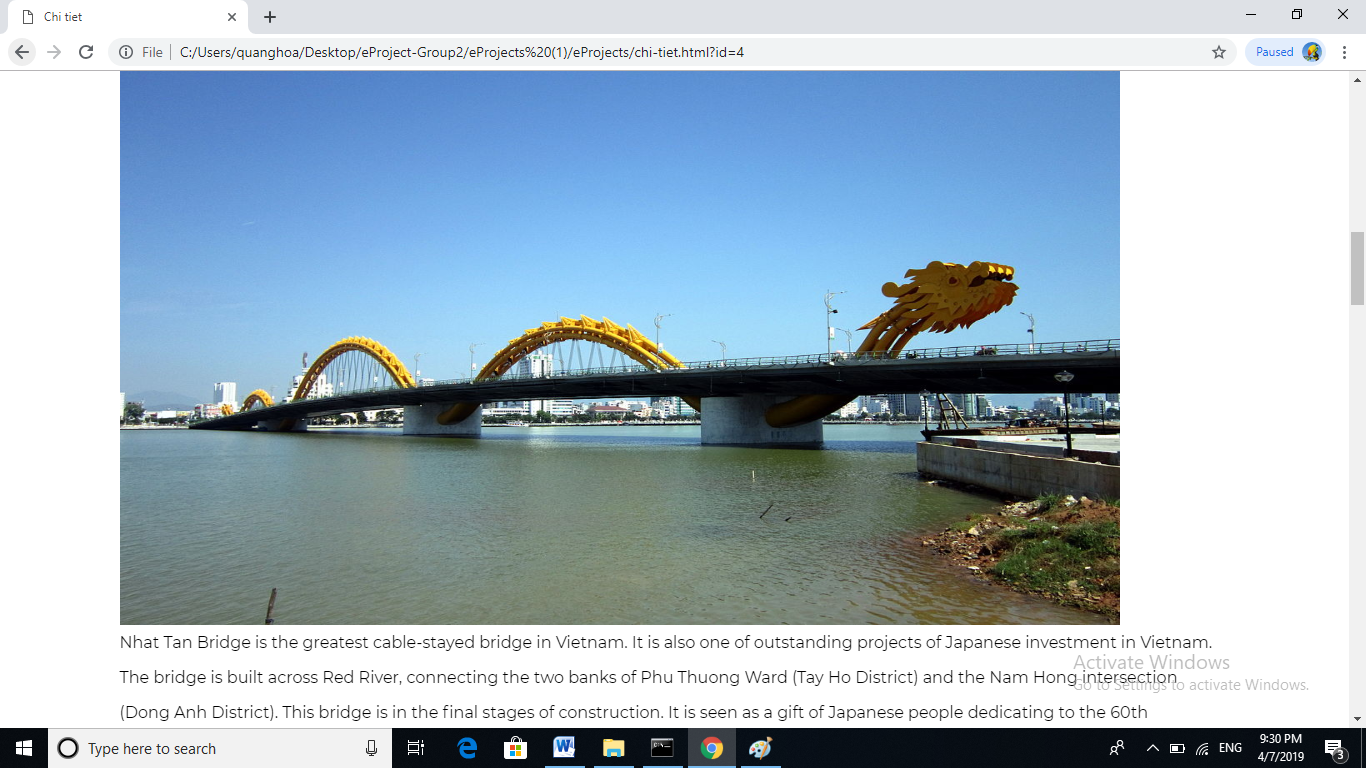 Chi tiet
File
C:/Users/quanghoa/Desktop/eProject-Group2/eProjects%20(1)/eProjects/chi-tiet.html?id=4
Paused
Nhat Tan Bridge is the greatest cable-stayed bridge in Vietnam. It is also one of outstanding projects of Japanese investment in Vietnam.
Activate Windows
The bridge is built across Red River, connecting the two banks of Phu Thuong Ward (Tay Ho District) and the Nam Hong intersection
Go to Settings to activate Windows.
(Dong Anh District). This bridge is in the final stages of construction. It is seen as a gift of Japanese people dedicating to the 60th
Type here to search
ENG
9:30 PM
4/7/2019
3